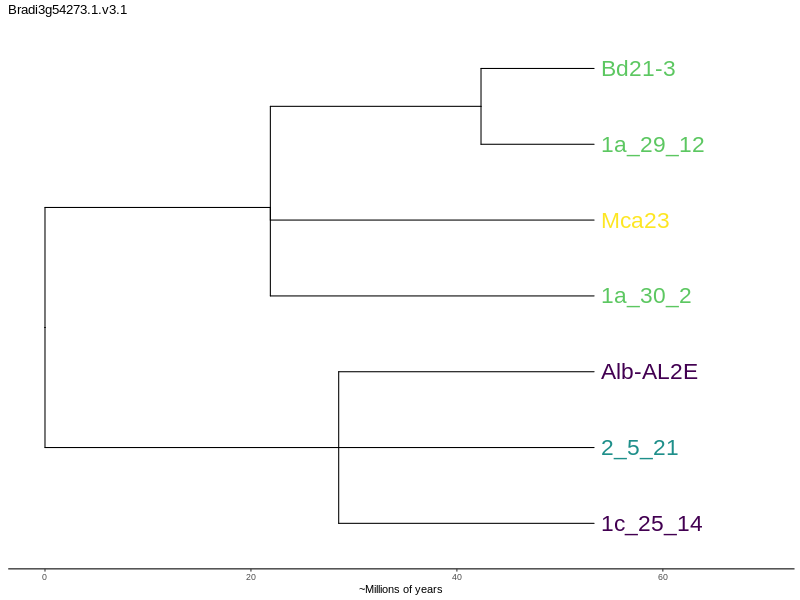 Bradi3g54273.1.v3.1
Bd21-3
1a_29_12
Mca23
1a_30_2
Alb-AL2E
2_5_21
1c_25_14
0 20 40 60
~Millions of years